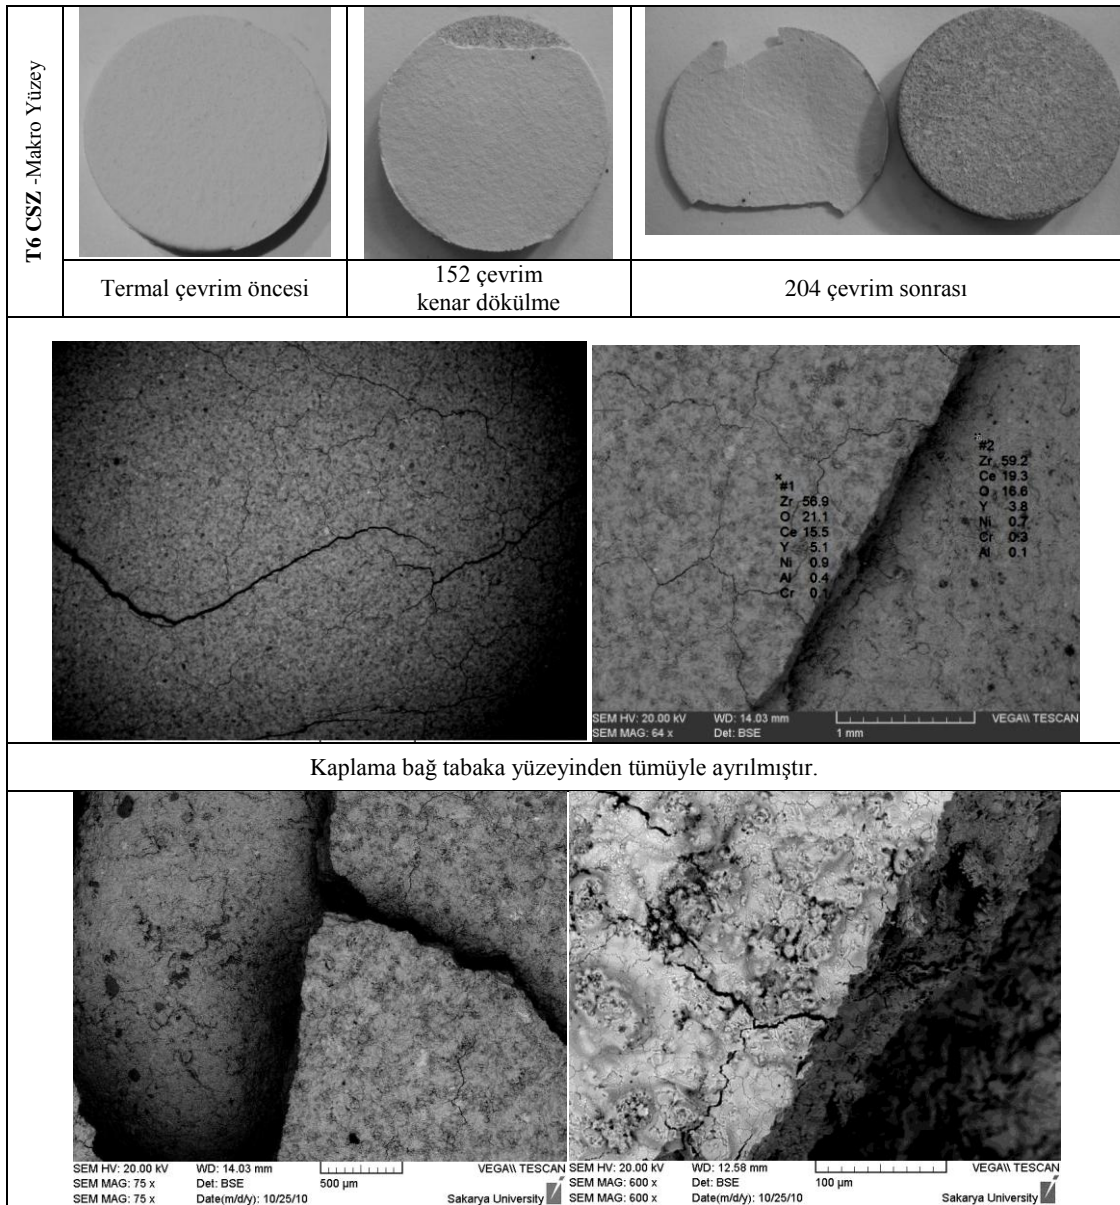 T6 CSZ -Makro Yüzey
Termal çevrim öncesi
152 çevrim
kenar dökülme
204 çevrim sonrası
#1
Zr 56.9
O 21.1
Ce 15.5
Y 5.1
Ni 0.9
Al 0.4
Cr 0.1
#2
Zr 59.2
Ce 19.3
O 16.6
Y 3.8
Ni 0.7
Cr 0.3
Al 0.1
SEM HV: 20.00 kV WD: 14.03 mm VEGA\\ TESCAN
SEM MAG: 64 x Det: BSE 1 mm
Kaplama bağ tabaka yüzeyinden tümüyle ayrılmıştır.
SEM HV: 20.00 kV WD: 14.03 mm VEGA\\ TESCAN
SEM MAG: 75 x Det: BSE 500 µm
SEM MAG: 75 x Date(m/d/y): 10/25/10 Sakarya University
SEM HV: 20.00 kV WD: 12.58 mm VEGA\\ TESCAN
SEM MAG: 600 x Det: BSE 100 µm
SEM MAG: 600 x Date(m/d/y): 10/25/10 Sakarya University